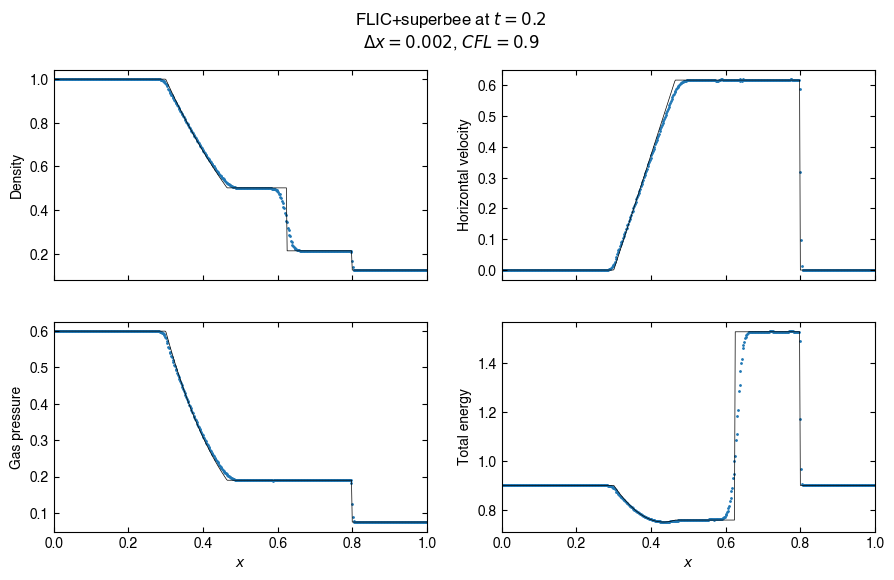 FLIC+superbee at t = 0.2
Δx = 0.002, CFL = 0.9
Density
1.0
0.8
0.6
0.4
0.2
Horizontal velocity
0.6
0.5
0.4
0.3
0.2
0.1
0.0
Gas pressure
0.6
0.5
0.4
0.3
0.2
0.1
0.0 0.2 0.4 0.6 0.8 1.0
x
Total energy
1.4
1.2
1.0
0.8
0.0 0.2 0.4 0.6 0.8 1.0
x